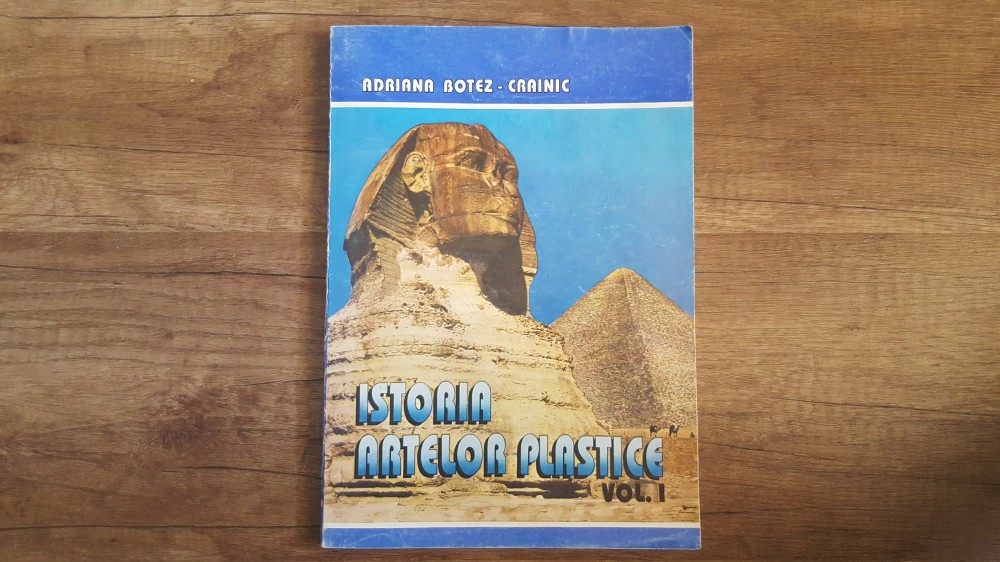 ADRIANA BOTEZ - CRAINIC
ISTORIA
ARTELOR PLASTICE
VOL. I